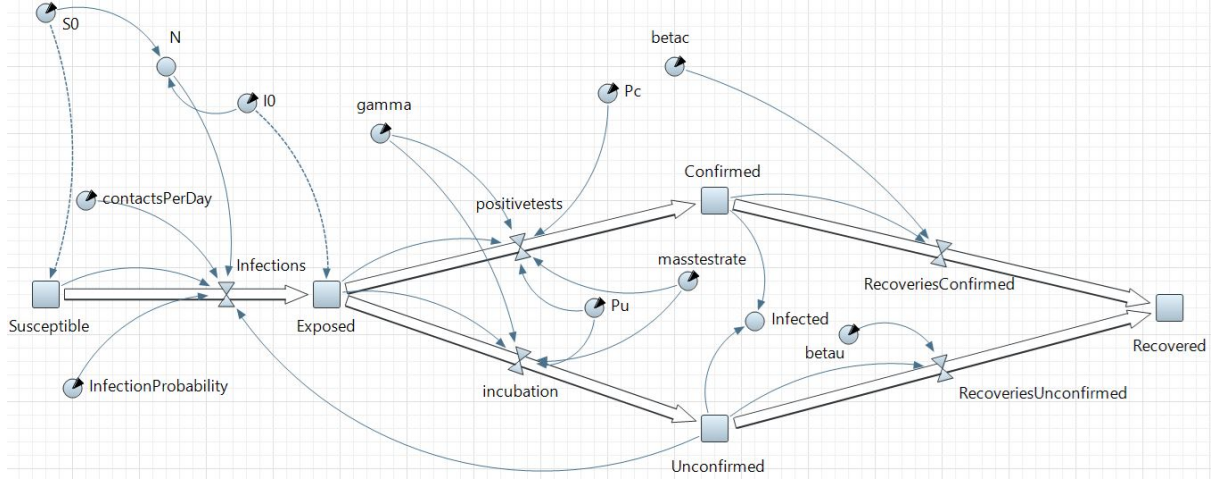 S0
N
betac
I0
gamma
Pc
contactsPerDay
Confirmed
positivetests
Infections
masstestrate
RecoveriesConfirmed
Susceptible
Exposed
Pu
Infected
betau
Recovered
InfectionProbability
incubation
RecoveriesUnconfirmed
Unconfirmed